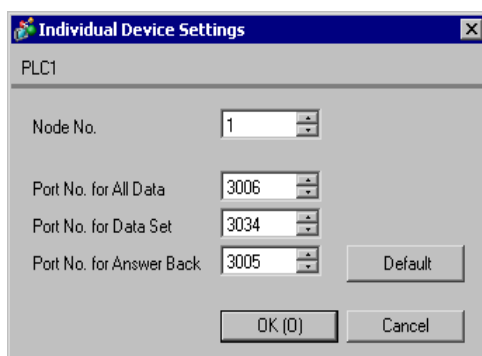 Individual Device Settings
PLC1
Node No. 1
Port No. for All Data 3006
Port No. for Data Set 3034
Port No. for Answer Back 3005 Default
OK (O) Cancel